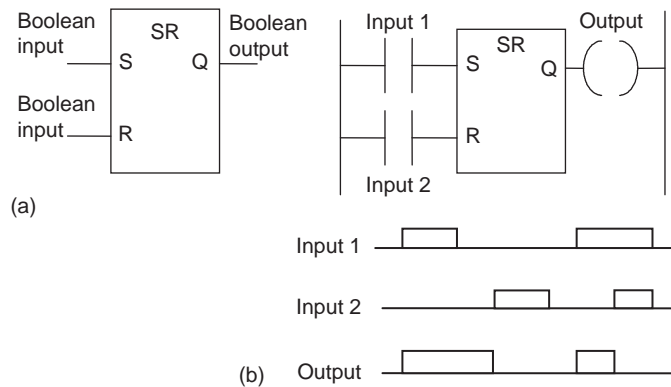 Boolean
input
SR
Boolean
output
S
Q
Boolean
input
R
(a)
Input 1
Output
SR
S
Q
R
Input 2
Input 1
Input 2
(b)
Output